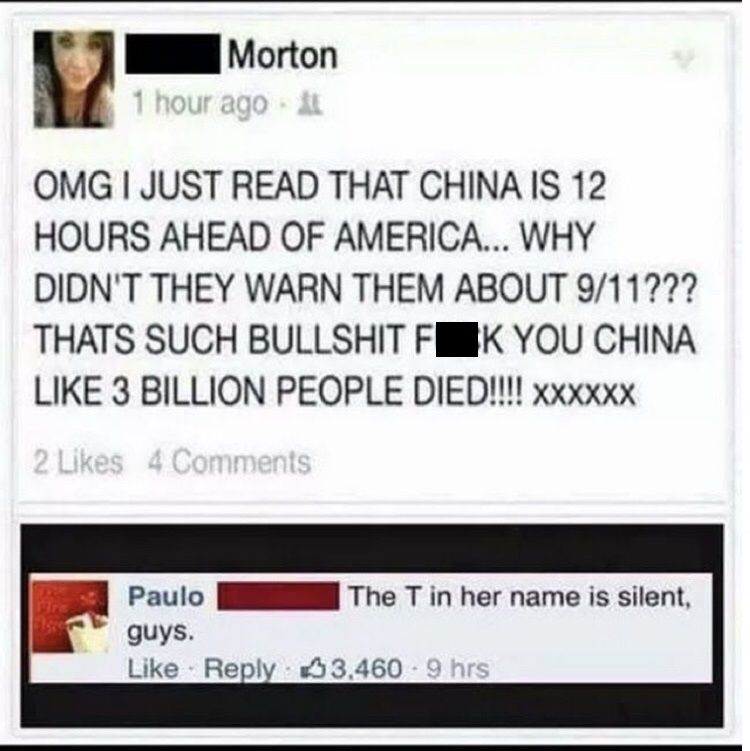 Morton
1 hour ago ·
OMG I JUST READ THAT CHINA IS 12
HOURS AHEAD OF AMERICA... WHY
DIDN'T THEY WARN THEM ABOUT 9/11???
THATS SUCH BULLSHIT F K YOU CHINA
LIKE 3 BILLION PEOPLE DIED!!!! xxxxxx
2 Likes 4 Comments
Paulo The T in her name is silent,
guys.
Like · Reply · 3,460 · 9 hrs